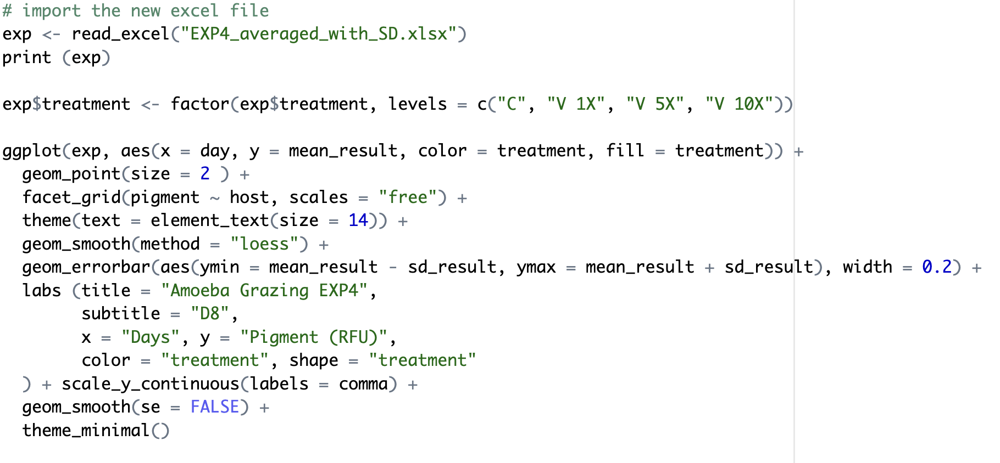 # import the new excel file
exp <- read_excel("EXP4_averaged_with_SD.xlsx")
print (exp)
exp$treatment <- factor(exp$treatment, levels = c("C", "V 1X", "V 5X", "V 10X"))
ggplot(exp, aes(x = day, y = mean_result, color = treatment, fill = treatment)) +
  geom_point(size = 2 ) +
  facet_grid(pigment ~ host, scales = "free") +
  theme(text = element_text(size = 14)) +
  geom_smooth(method = "loess") +
  geom_errorbar(aes(ymin = mean_result - sd_result, ymax = mean_result + sd_result), width = 0.2) +
  labs (title = "Amoeba Grazing EXP4",
        subtitle = "D8",
        x = "Days", y = "Pigment (RFU)",
        color = "treatment", shape = "treatment"
  ) + scale_y_continuous(labels = comma) +
  geom_smooth(se = FALSE) +
  theme_minimal()